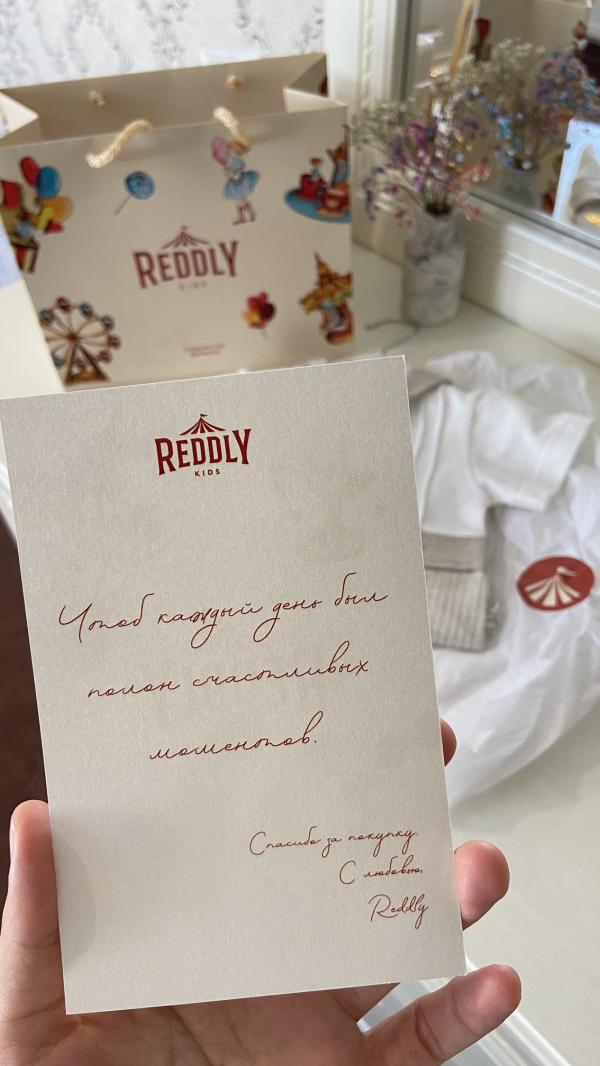 REDDLY
KIDS
REDDLY
KIDS
Чтоб каждый день был
полон счастливых
моментов.
Спасибо за покупку.
С любовью,
Reddly